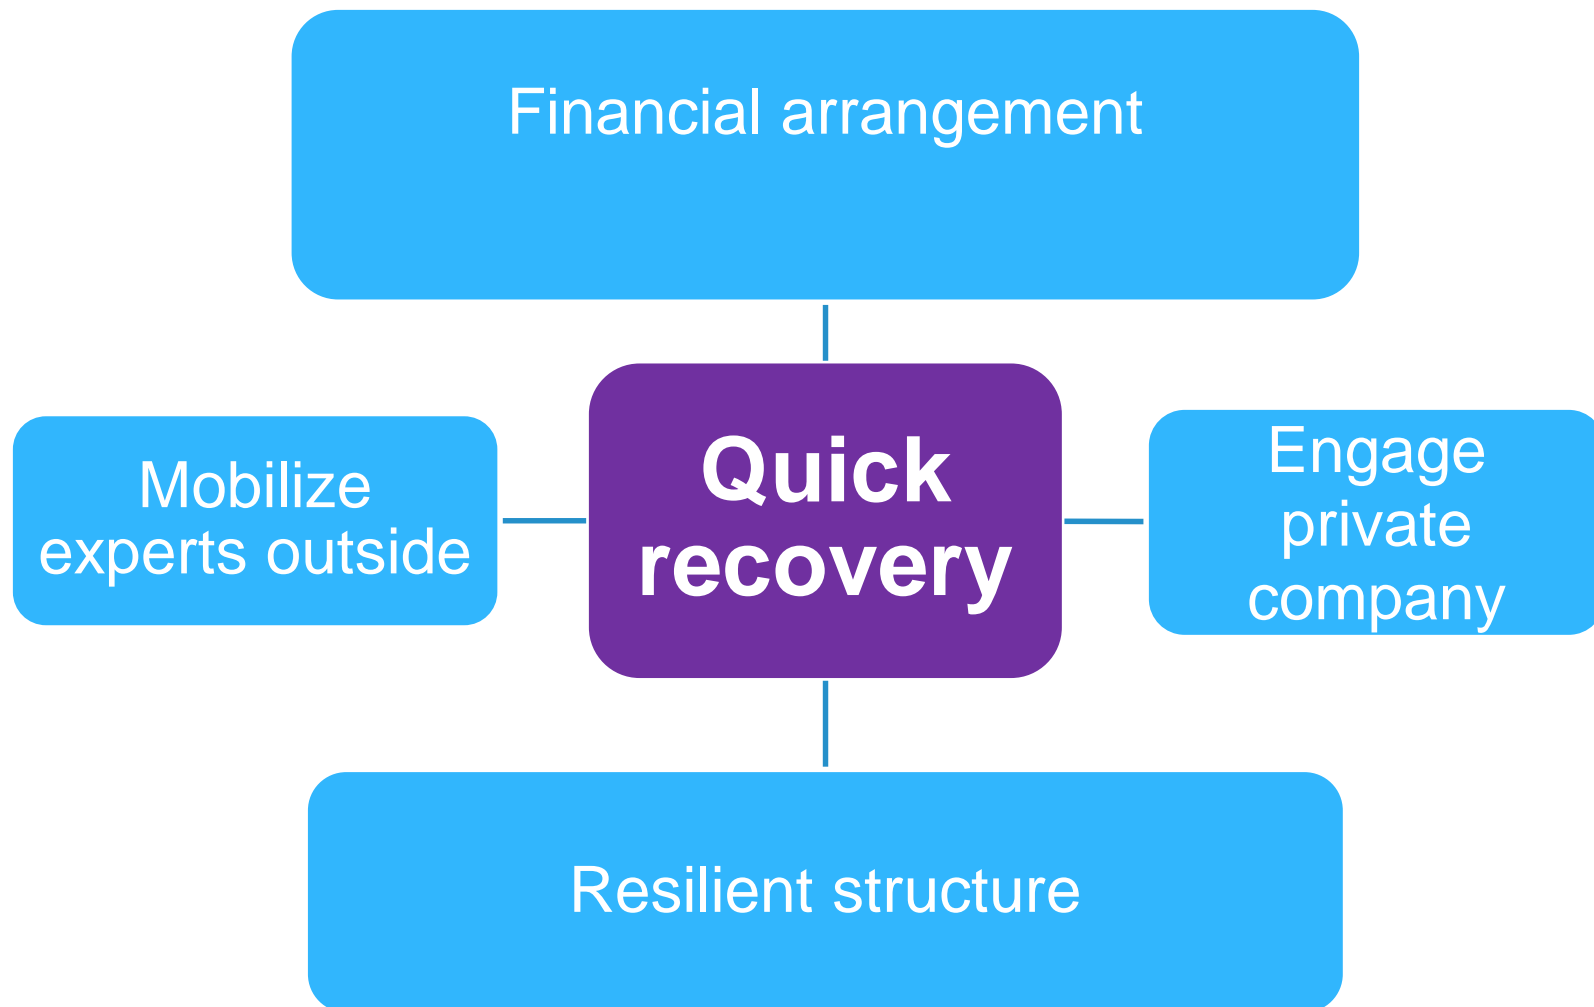 Financial arrangement
Mobilize
experts outside
Quick
recovery
Engage
private
company
Resilient structure